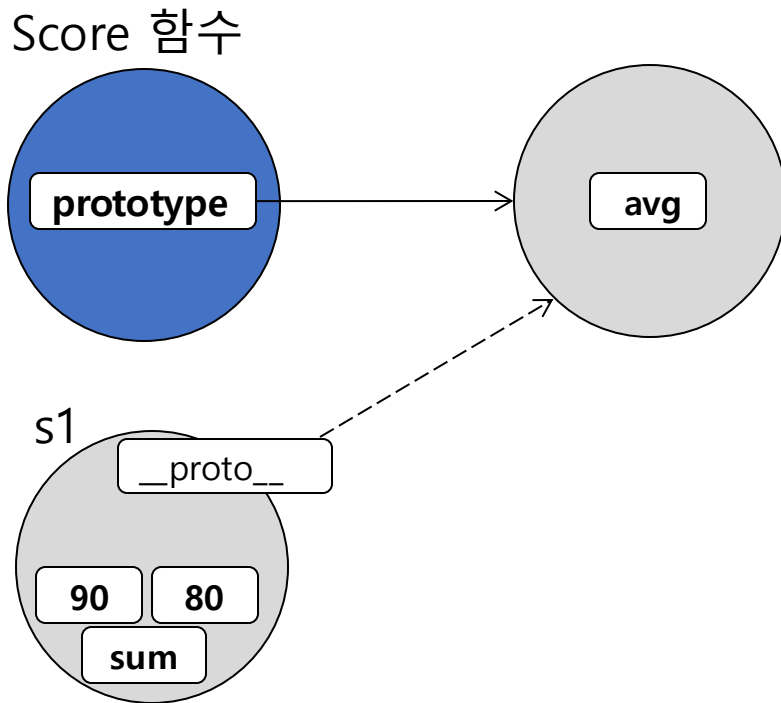 Score 함수
prototype
avg
s1
__proto__
90
80
sum